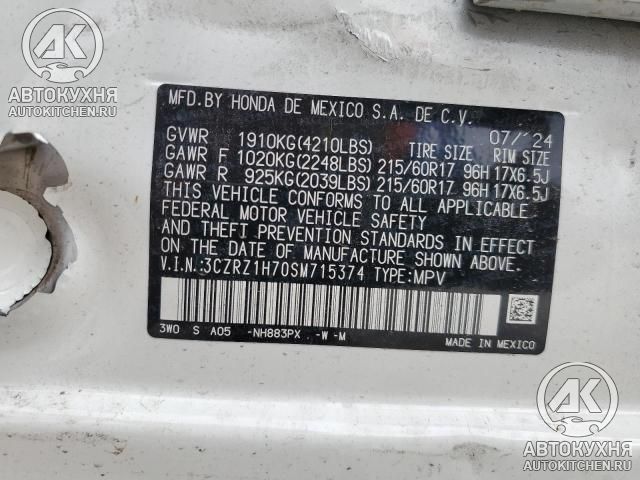 AK
АВТОКУХНЯ
AUTOKITCHEN.RU
MFD.BY HONDA DE MEXICO S.A. DE C.V.
07/'24
GVWR 1910KG(4210LBS) TIRE SIZE RIM SIZE
GAWR F 1020KG(2248LBS) 215/60R17 96H 17X6.5J
GAWR R 925KG(2039LBS) 215/60R17 96H 17X6.5J
THIS VEHICLE CONFORMS TO ALL APPLICABLE
FEDERAL MOTOR VEHICLE SAFETY
AND THEFT PREVENTION STANDARDS IN EFFECT
ON THE DATE OF MANUFACTURE SHOWN ABOVE.
V.I.N.:3CZRZ1H70SM715374 TYPE:MPV
3W0 S A05 -NH883PX -W -M
MADE IN MEXICO
AK
АВТОКУХНЯ
AUTOKITCHEN.RU